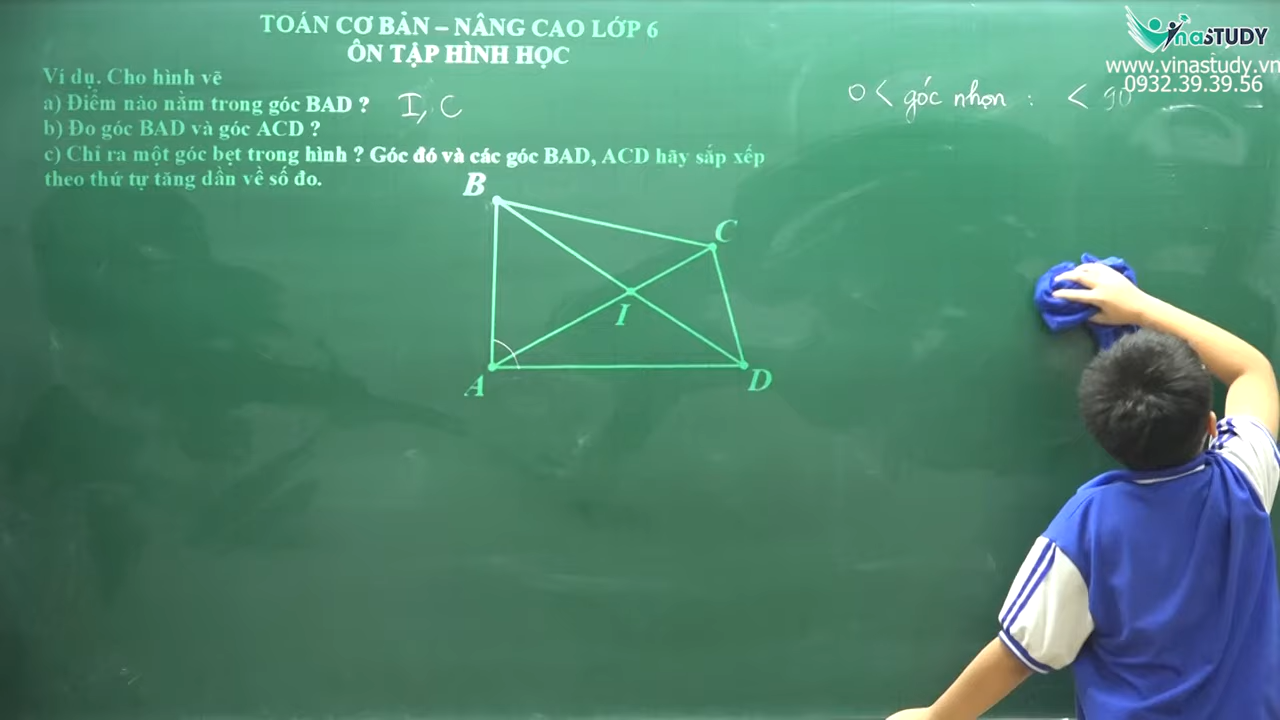 TOÁN CƠ BẢN – NÂNG CAO LỚP 6
ÔN TẬP HÌNH HỌC
Ví dụ. Cho hình vẽ
a) Điểm nào nằm trong góc BAD ? I, C
b) Đo góc BAD và góc ACD ?
c) Chỉ ra một góc bẹt trong hình ? Góc đó và các góc BAD, ACD hãy sắp xếp
theo thứ tự tăng dần về số đo.
0 < góc nhọn : < 90
VinaSTUDY
www.vinastudy.vn
0932.39.39.56
B
C
I
A
D